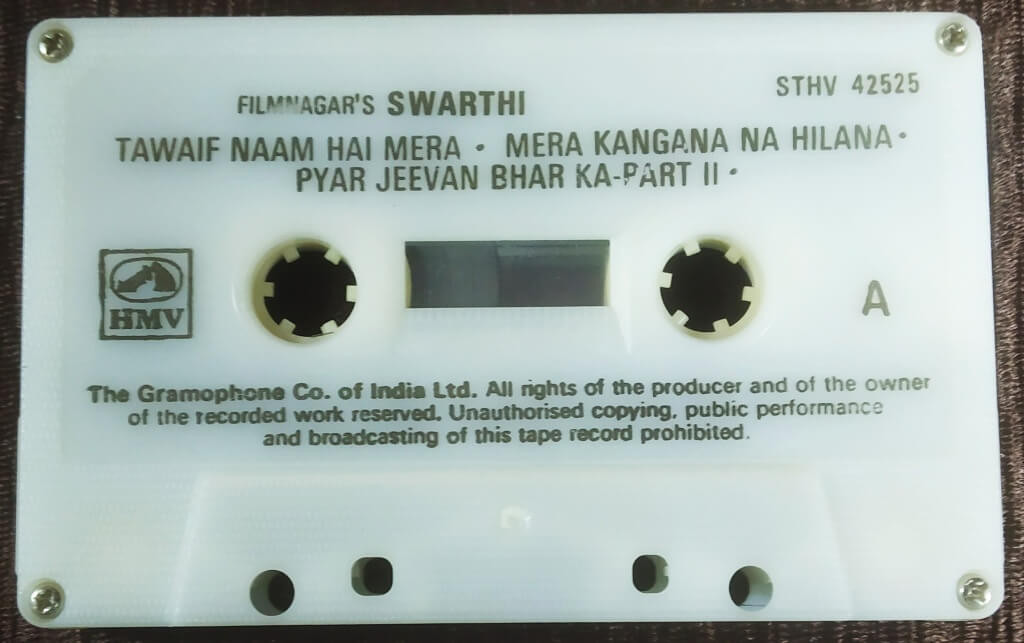 STHV 42525
FILMNAGAR'S SWARTHI
TAWAIF NAAM HAI MERA • MERA KANGANA NA HILANA •
PYAR JEEVAN BHAR KA-PART II •
HMV
A
The Gramophone Co. of India Ltd. All rights of the producer and of the owner
of the recorded work reserved. Unauthorised copying, public performance
and broadcasting of this tape record prohibited.